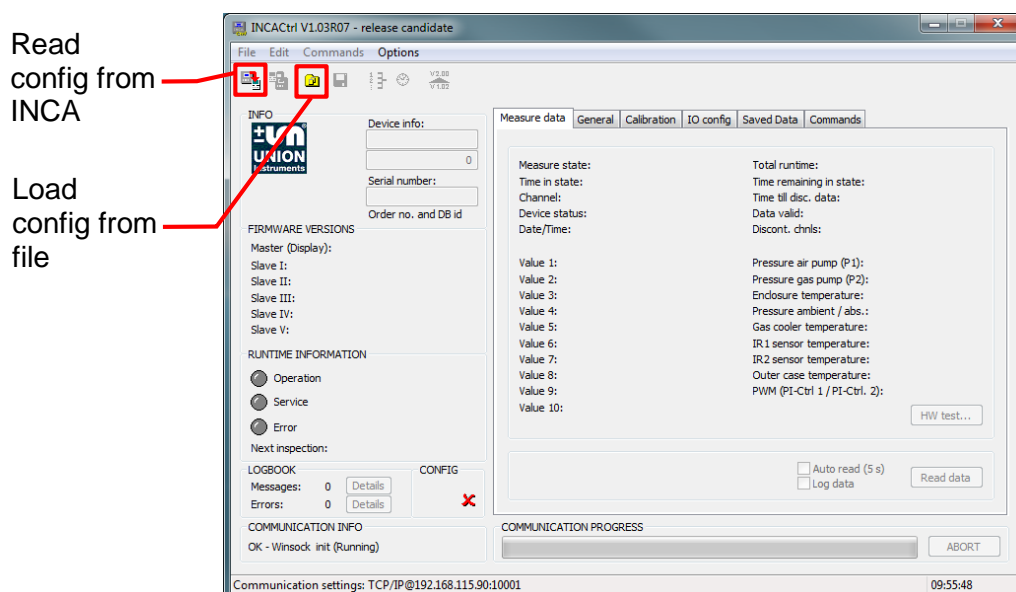 Read
config from
INCA
Load
config from
file
INCACtrl V1.03R07 - release candidate
File Edit Commands Options
V2.00
V1.02
INFO
UNION
Instruments
Device info:
0
Serial number:
Order no. and DB id
FIRMWARE VERSIONS
Master (Display):
Slave I:
Slave II:
Slave III:
Slave IV:
Slave V:
RUNTIME INFORMATION
Operation
Service
Error
Next inspection:
LOGBOOK
Messages: 0 Details
Errors: 0 Details
CONFIG
COMMUNICATION INFO
OK - Winsock init (Running)
Measure data General Calibration IO config Saved Data Commands
Measure state:
Time in state:
Channel:
Device status:
Date/Time:
Total runtime:
Time remaining in state:
Time till disc. data:
Data valid:
Discont. chnls:
Value 1:
Value 2:
Value 3:
Value 4:
Value 5:
Value 6:
Value 7:
Value 8:
Value 9:
Value 10:
Pressure air pump (P1):
Pressure gas pump (P2):
Enclosure temperature:
Pressure ambient / abs.:
Gas cooler temperature:
IR1 sensor temperature:
IR2 sensor temperature:
Outer case temperature:
PWM (PI-Ctrl 1 / PI-Ctrl. 2):
HW test...
Auto read (5 s)
Log data
Read data
COMMUNICATION PROGRESS
ABORT
Communication settings: TCP/IP@192.168.115.90:10001
09:55:48